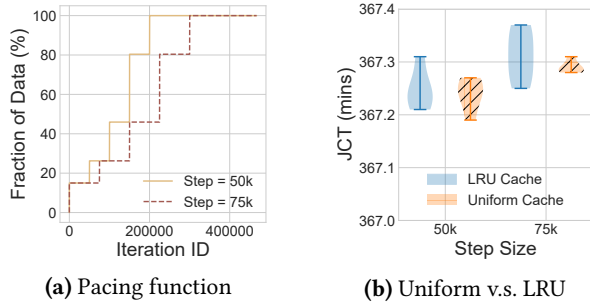 Fraction of Data (%)
100
80
60
40
20
0
Step = 50k
Step = 75k
0
200000
400000
Iteration ID
(a) Pacing function
JCT (mins)
367.4
367.3
367.2
367.1
367.0
LRU Cache
Uniform Cache
50k
75k
Step Size
(b) Uniform v.s. LRU